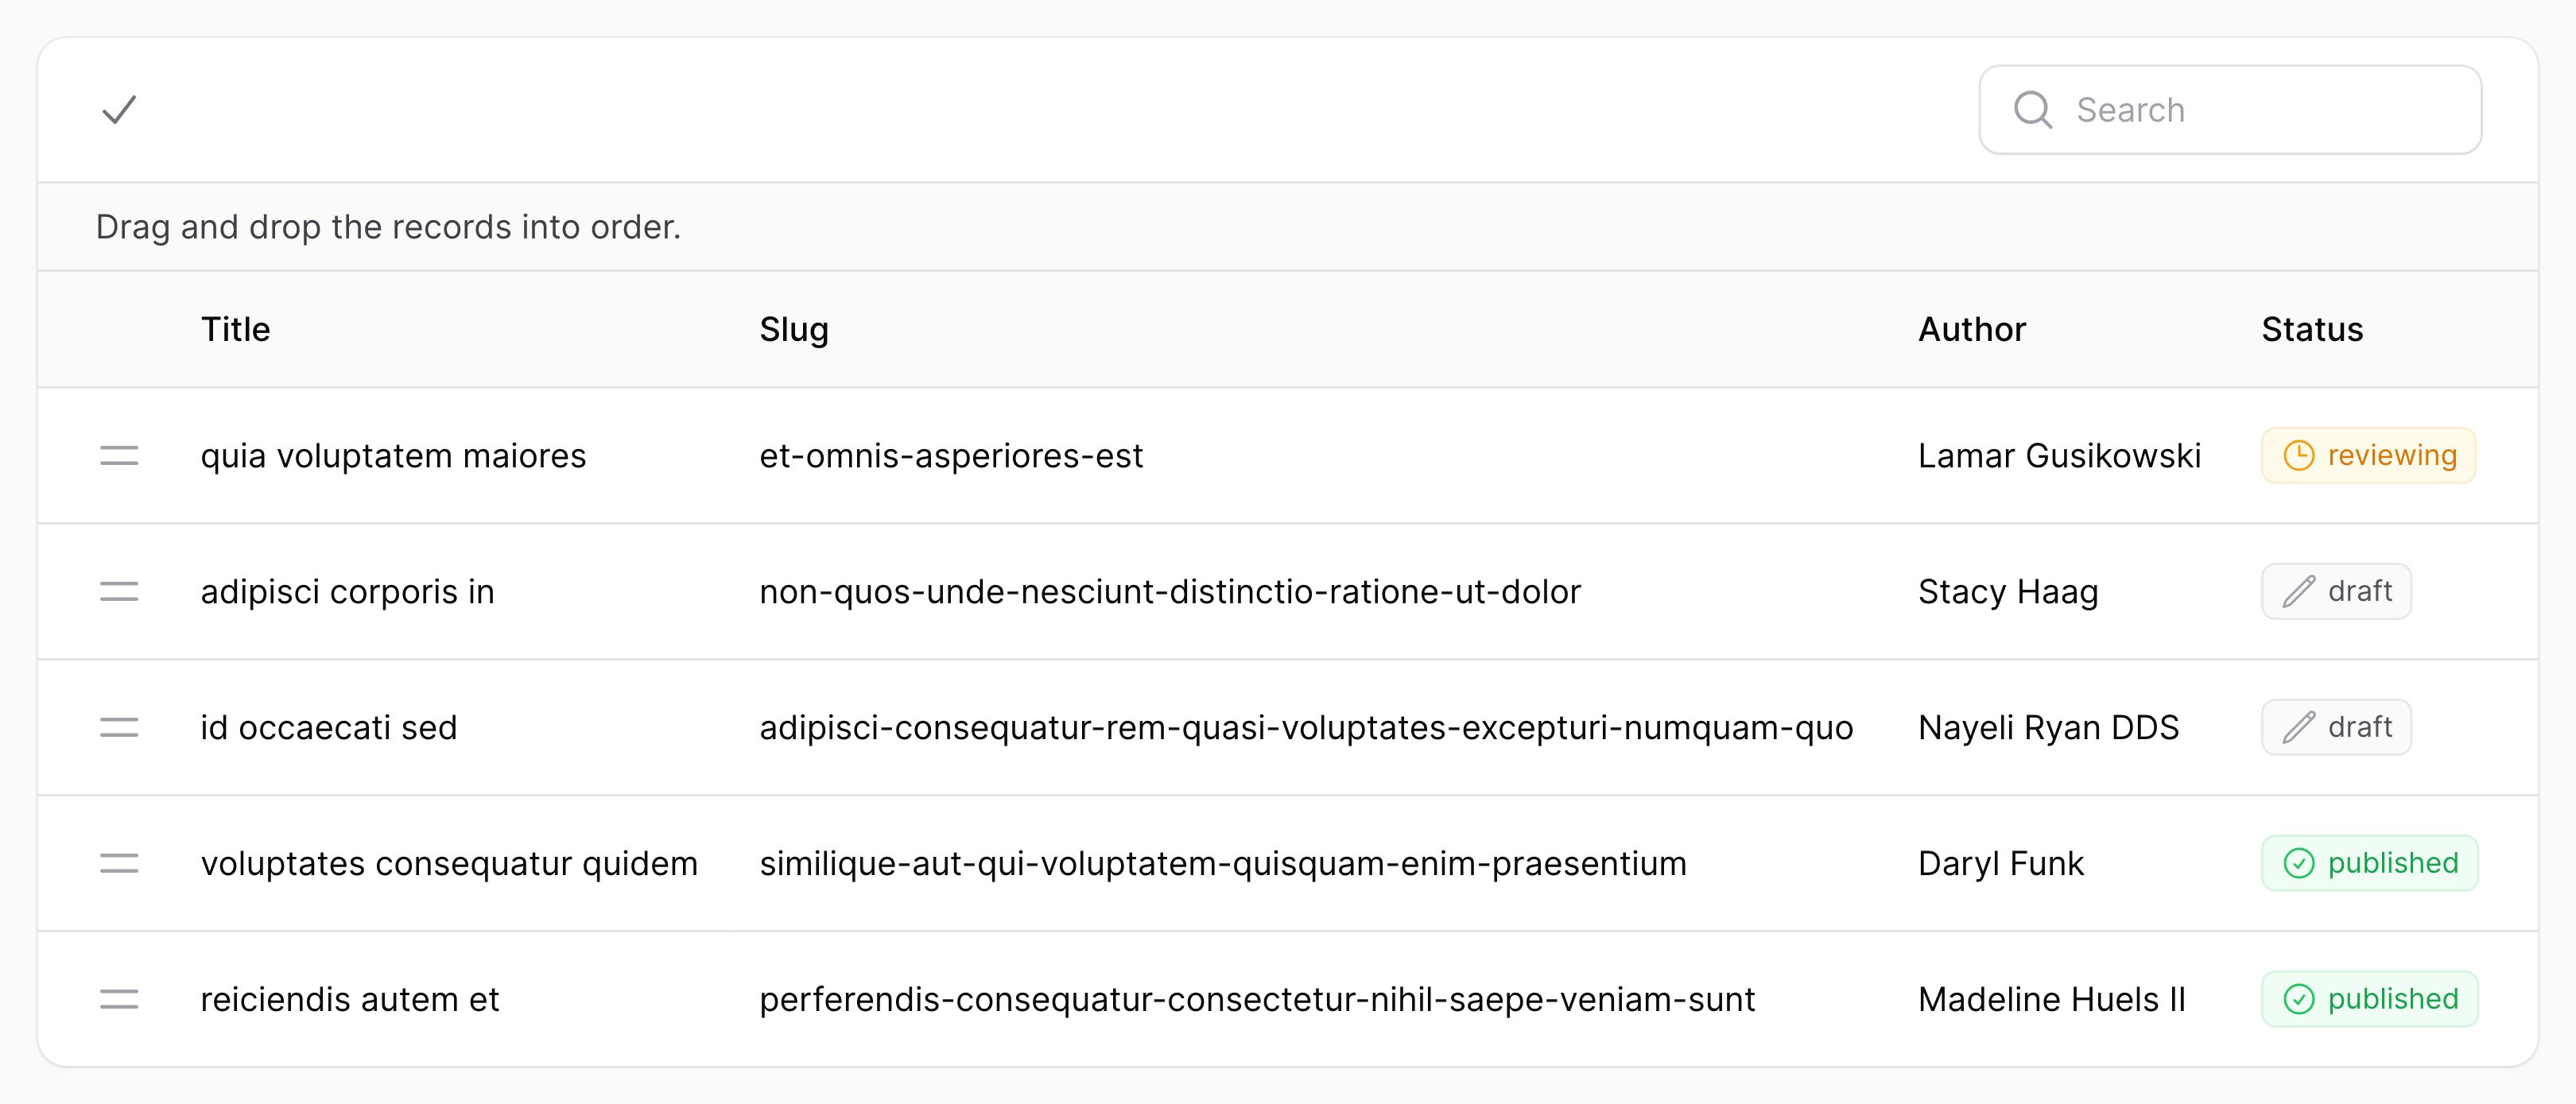 Search
Drag and drop the records into order.
Title Slug Author Status
quia voluptatem maiores et-omnis-asperiores-est Lamar Gusikowski reviewing
adipisci corporis in non-quos-unde-nesciunt-distinctio-ratione-ut-dolor Stacy Haag draft
id occaecati sed adipisci-consequatur-rem-quasi-voluptates-excepturi-numquam-quo Nayeli Ryan DDS draft
voluptates consequatur quidem similique-aut-qui-voluptatem-quisquam-enim-praesentium Daryl Funk published
reiciendis autem et perferendis-consequatur-consectetur-nihil-saepe-veniam-sunt Madeline Huels II published